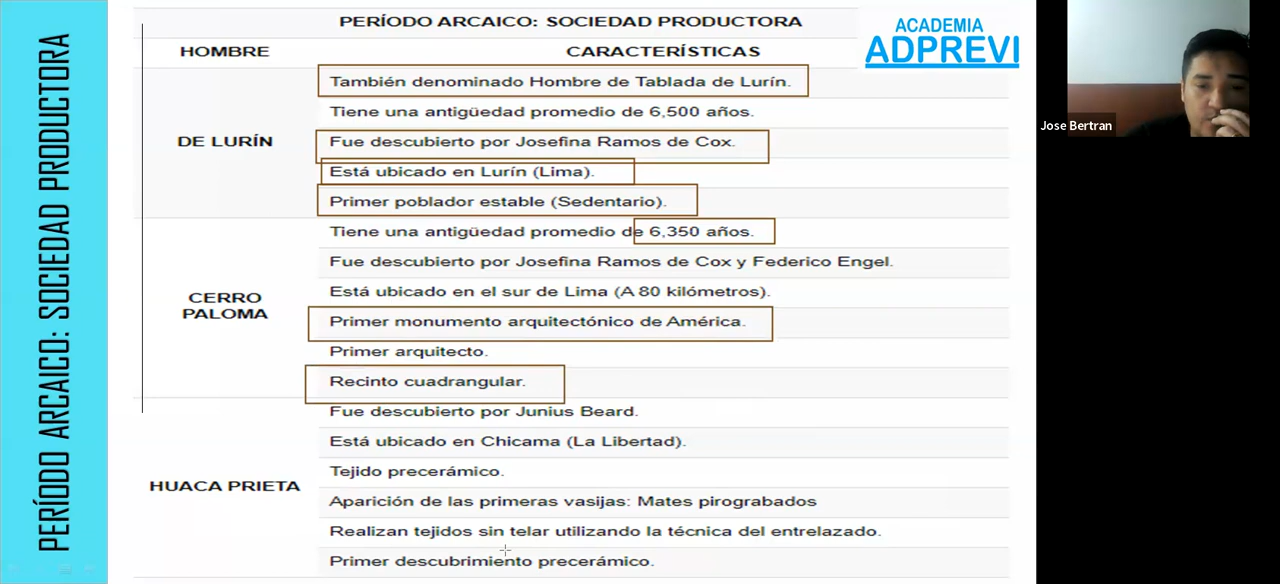 PERÍODO ARCAICO: SOCIEDAD PRODUCTORA
PERÍODO ARCAICO: SOCIEDAD PRODUCTORA
ACADEMIA
ADPREVI
HOMBRE
CARACTERÍSTICAS
DE LURÍN
También denominado Hombre de Tablada de Lurín.
Tiene una antigüedad promedio de 6,500 años.
Fue descubierto por Josefina Ramos de Cox.
Está ubicado en Lurín (Lima).
Primer poblador estable (Sedentario).
CERRO
PALOMA
Tiene una antigüedad promedio de 6,350 años.
Fue descubierto por Josefina Ramos de Cox y Federico Engel.
Está ubicado en el sur de Lima (A 80 kilómetros).
Primer monumento arquitectónico de América.
Primer arquitecto.
Recinto cuadrangular.
HUACA PRIETA
Fue descubierto por Junius Beard.
Está ubicado en Chicama (La Libertad).
Tejido precerámico.
Aparición de las primeras vasijas: Mates pirograbados
Realizan tejidos sin telar utilizando la técnica del entrelazado.
Primer descubrimiento precerámico.
Jose Bertran